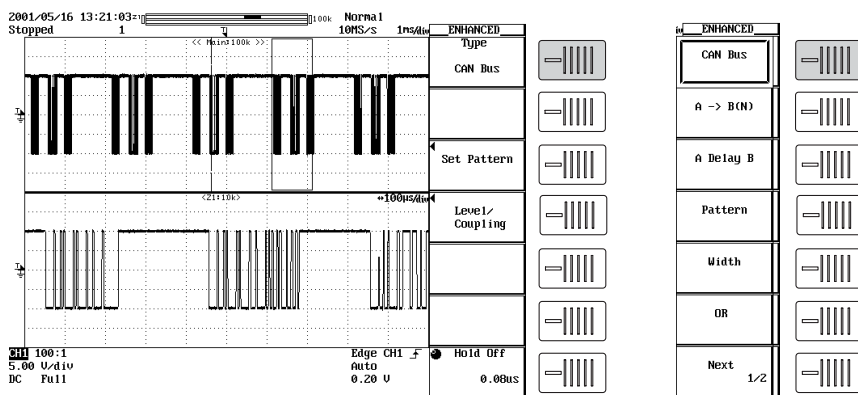 2001/05/16 13:21:03
100k
Normal
Stopped
1
10MS/s
1ms/div
<< Main:100k >>
T
T
<Z1:10k>
↔100μs/div
T
CH1 100:1
5.00 V/div
DC Full
Edge CH1
Auto
0.20 V
ENHANCED
Type
CAN Bus
Set Pattern
Level/
Coupling
Hold Off
0.08us
ENHANCED
CAN Bus
A -> B(N)
A Delay B
Pattern
Width
OR
Next
1/2